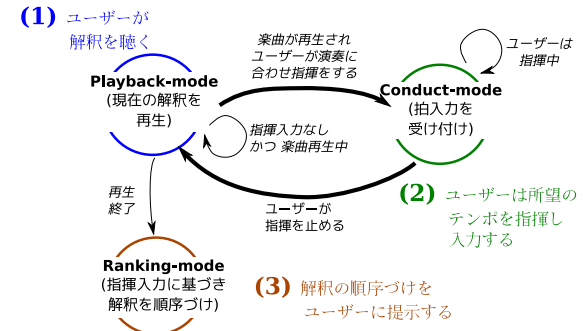 (1) ユーザーが
解釈を聴く
Playback-mode
(現在の解釈を
再生)
楽曲が再生され
ユーザーが演奏に
合わせ指揮をする
ユーザーは
指揮中
Conduct-mode
(拍入力を
受け付け)
指揮入力なし
かつ 楽曲再生中
(2) ユーザーは所望の
テンポを指揮し
入力する
ユーザーが
指揮を止める
再生
終了
Ranking-mode
(指揮入力に基づき
解釈を順序づけ)
(3) 解釈の順序づけを
ユーザーに提示する